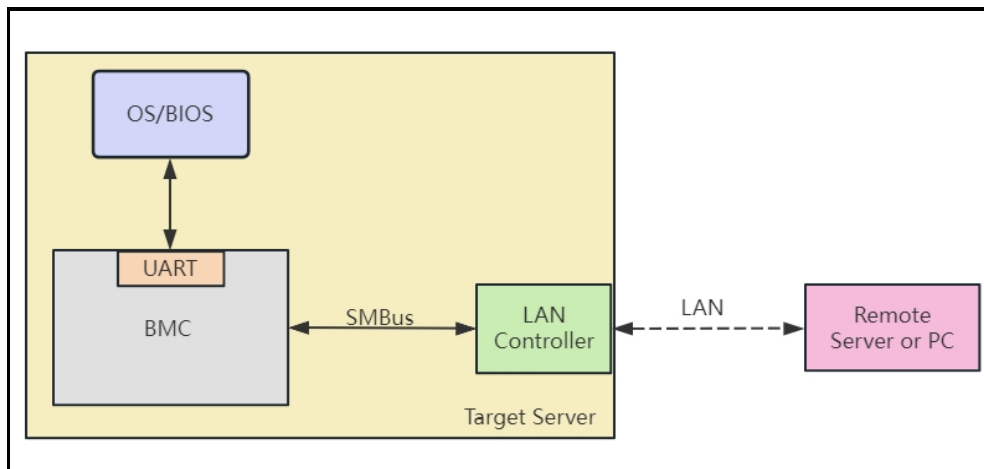 OS/BIOS
UART
BMC
SMBus
LAN
Controller
LAN
Remote
Server or PC
Target Server